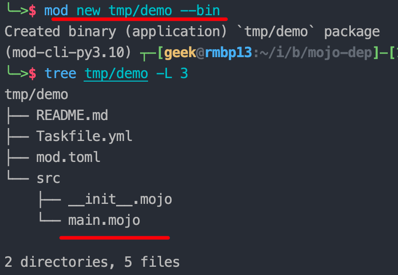 └─>$ mod new tmp/demo --bin
Created binary (application) `tmp/demo` package
(mod-cli-py3.10) ┬─[geek@rmbp13:~/i/b/mojo-dep]─[
└─>$ tree tmp/demo -L 3
tmp/demo
├── README.md
├── Taskfile.yml
├── mod.toml
└── src
    ├── __init__.mojo
    └── main.mojo
2 directories, 5 files